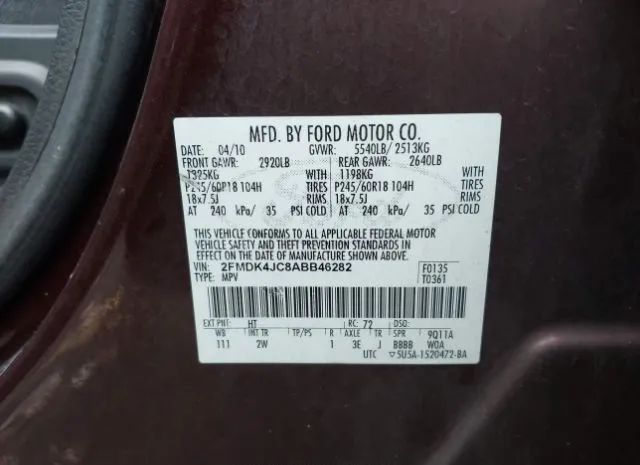 MFD. BY FORD MOTOR CO.
DATE: 04/10 GVWR: 5540LB/ 2513KG
FRONT GAWR: 2920LB REAR GAWR: 2640LB
1325KG 1198KG
P245/60R18 104H TIRES P245/60R18 104H
18x7.5J RIMS 18x7.5J
AT 240 kPa/ 35 PSI COLD AT 240 kPa/ 35 PSI COLD
THIS VEHICLE CONFORMS TO ALL APPLICABLE FEDERAL MOTOR
VEHICLE SAFETY AND THEFT PREVENTION STANDARDS IN
EFFECT ON THE DATE OF MANUFACTURE SHOWN ABOVE.
VIN: 2FMDK4JC8ABB46282 F0135
TYPE: MPV T0361
EXT PNT: HT RC: 72 DSO:
WB INT TR TP/PS R AXLE TR SPR 9Q11A
111 2W 1 3E J BBBB WOA
UTC ▽5U5A-1520472-BA